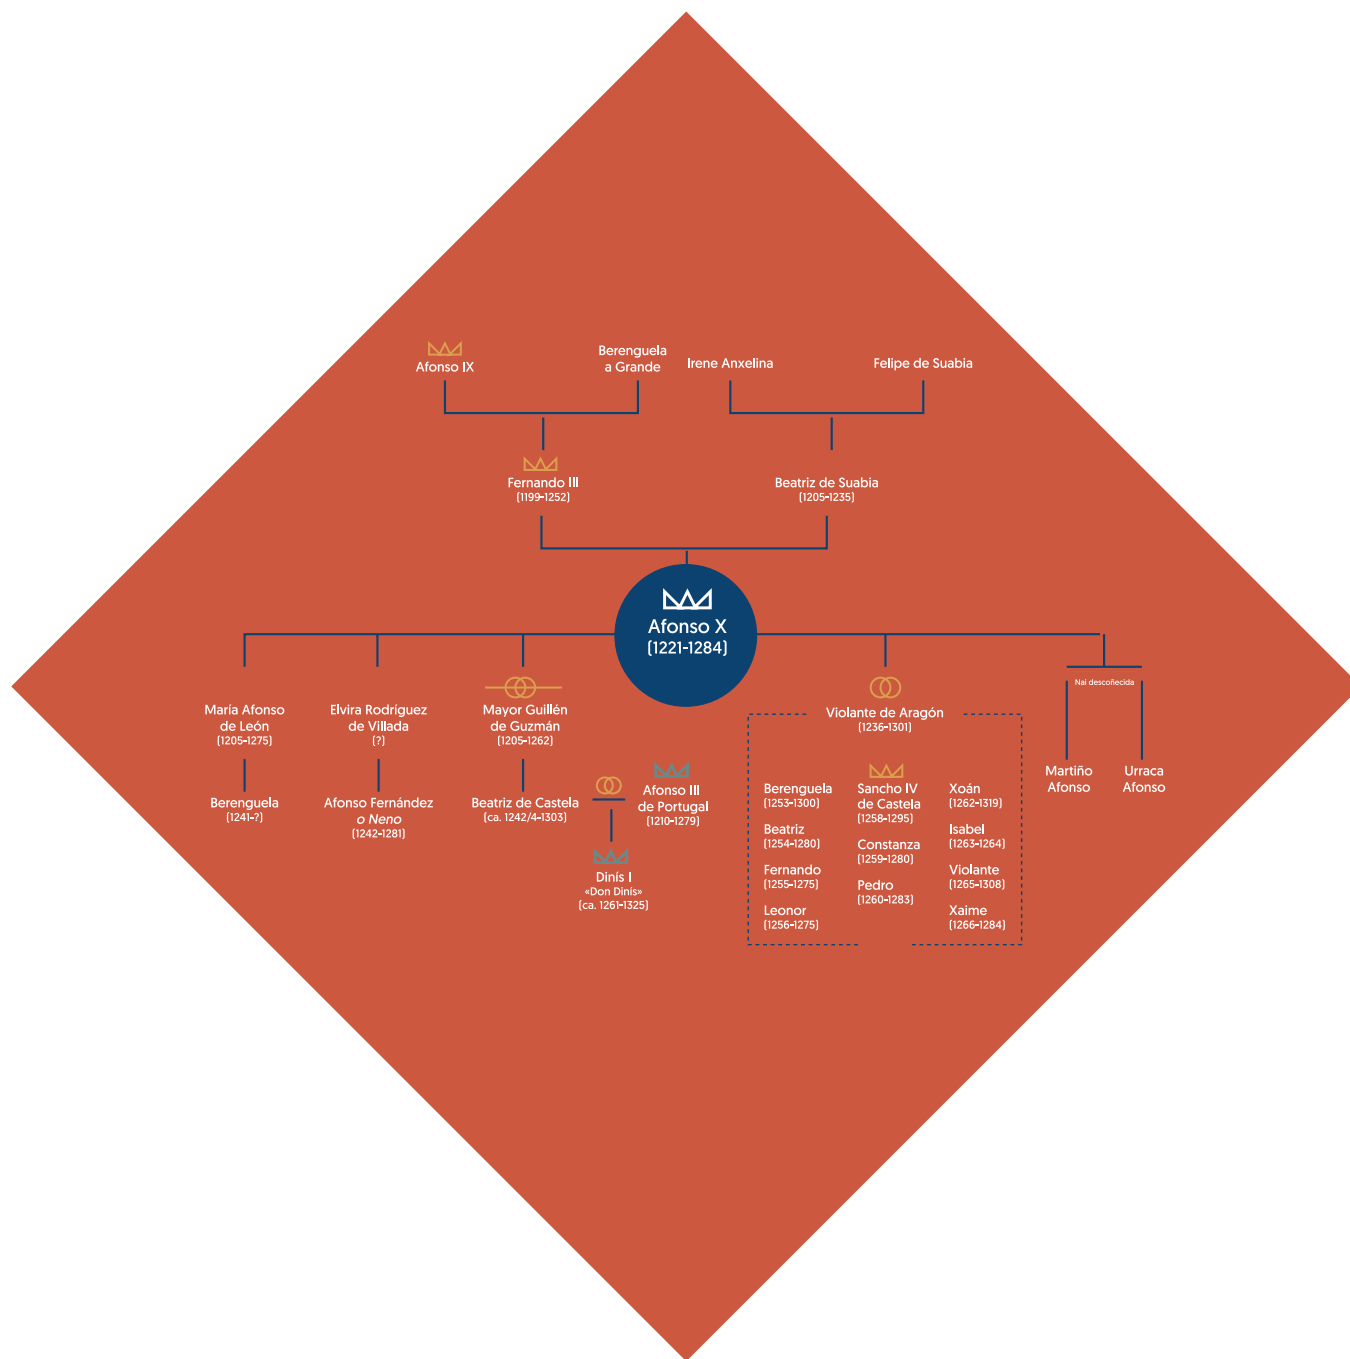 Afonso IX
Berenguela
a Grande
Irene Anxelina
Felipe de Suabia
Fernando III
(1199-1252)
Beatriz de Suabia
(1205-1235)
Afonso X
(1221-1284)
María Afonso
de León
(1205-1275)
Elvira Rodríguez
de Villada
(?)
Mayor Guillén
de Guzmán
(1205-1262)
Violante de Aragón
(1236-1301)
Nai descoñecida
Berenguela
(1241-?)
Afonso Fernández
o Neno
(1242-1281)
Beatriz de Castela
(ca. 1242/4-1303)
Afonso III
de Portugal
(1210-1279)
Dinís I
«Don Dinís»
(ca. 1261-1325)
Berenguela
(1253-1300)
Beatriz
(1254-1280)
Fernando
(1255-1275)
Leonor
(1256-1275)
Sancho IV
de Castela
(1258-1295)
Constanza
(1259-1280)
Pedro
(1260-1283)
Xoán
(1262-1319)
Isabel
(1263-1264)
Violante
(1265-1308)
Xaime
(1266-1284)
Martiño
Afonso
Urraca
Afonso